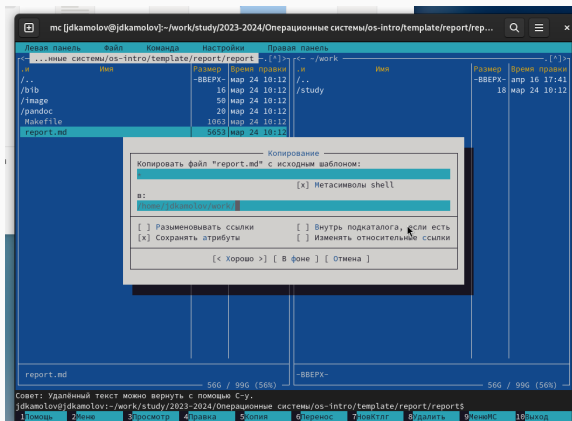 mc [jdkamolov@jdkamolov]:~/work/study/2023-2024/Операционные системы/os-intro/template/report/rep...
Левая панель Файл Команда Настройки Правая панель
<— ...нные системы/os-intro/template/report/report —.[^]> <— ~/work —.[^]>
.и Имя Размер Время правки .и Имя Размер Время правки
/.. -ВВЕРХ- мар 24 10:12 /.. -ВВЕРХ- апр 16 17:41
/bib 16 мар 24 10:12 /study 18 мар 24 10:12
/image 50 мар 24 10:12
/pandoc 20 мар 24 10:12
Makefile 1063 мар 24 10:12
report.md 5653 мар 24 10:12
Копирование
Копировать файл "report.md" с исходным шаблоном:
[x] Метасимволы shell
в:
/home/jdkamolov/work/
[ ] Разыменовывать ссылки [ ] Внутрь подкаталога, если есть
[x] Сохранять атрибуты [ ] Изменять относительные ссылки
[< Хорошо >] [ В фоне ] [ Отмена ]
report.md -ВВЕРХ-
56G / 99G (56%) 56G / 99G (56%)
Совет: Удалённый текст можно вернуть с помощью C-y.
jdkamolov@jdkamolov:~/work/study/2023-2024/Операционные системы/os-intro/template/report/report$
1Помощь 2Меню 3Просмотр 4Правка 5Копия 6Перенос 7НовКтлг 8Удалить 9МенюMC 10Выход